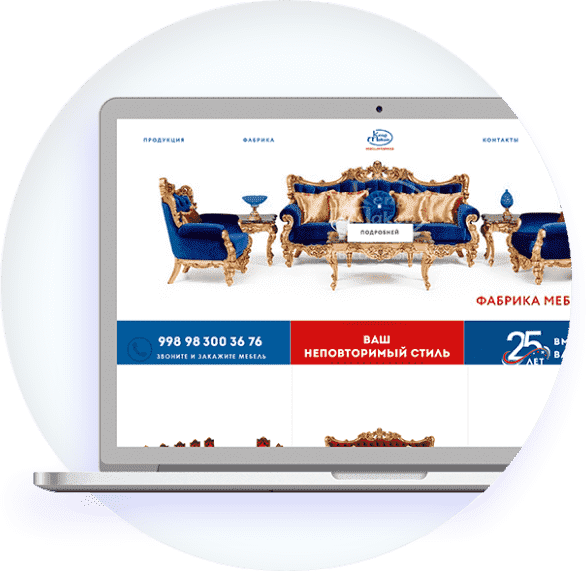 ПРОДУКЦИЯ
ФАБРИКА
КОНТАКТЫ
ПОДРОБНЕЙ
ФАБРИКА МЕБ
998 98 300 36 76
ЗВОНИТЕ И ЗАКАЖИТЕ МЕБЕЛЬ
ВАШ
НЕПОВТОРИМЫЙ СТИЛЬ
25
ЛЕТ
ВМ
ВА